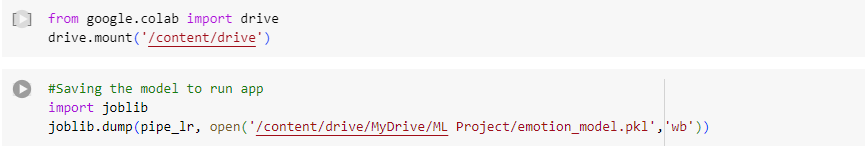 from google.colab import drive
drive.mount('/content/drive')
#Saving the model to run app
import joblib
joblib.dump(pipe_lr, open('/content/drive/MyDrive/ML Project/emotion_model.pkl','wb'))